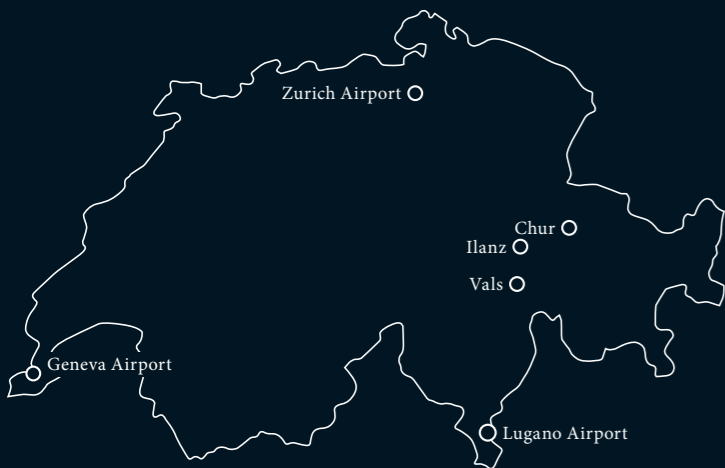 Zurich Airport
Chur
Ilanz
Vals
Geneva Airport
Lugano Airport